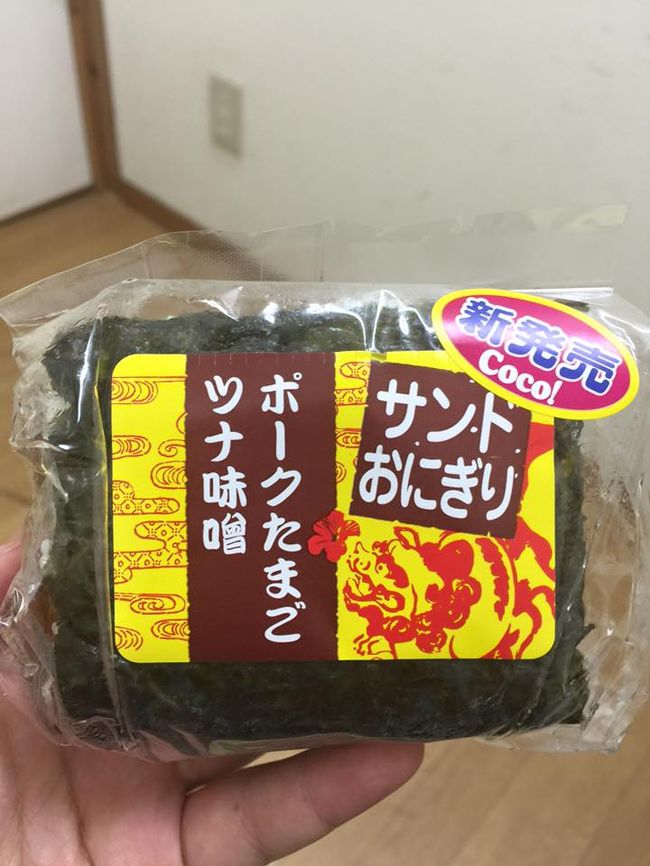 新発売
Coco!
サンド
おにぎり
ポークたまご
ツナ味噌